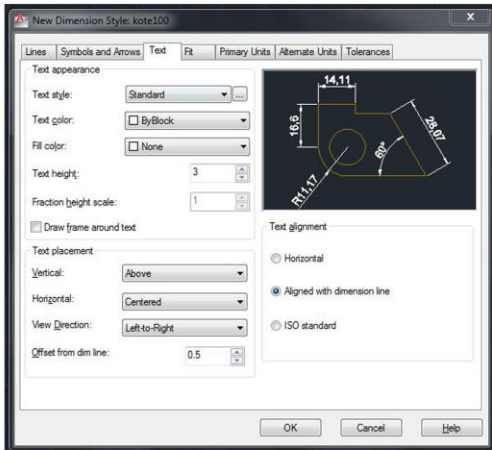 New Dimension Style: kote100
Lines Symbols and Arrows Text Fit Primary Units Alternate Units Tolerances
Text appearance
Text style: Standard ...
Text color: ByBlock
Fill color: None
Text height: 3
Fraction height scale: 1
Draw frame around text
Text placement
Vertical: Above
Horizontal: Centered
View Direction: Left-to-Right
Offset from dim line: 0.5
14,11
16,6
28,07
60°
R11,17
Text alignment
Horizontal
Aligned with dimension line
ISO standard
OK Cancel Help